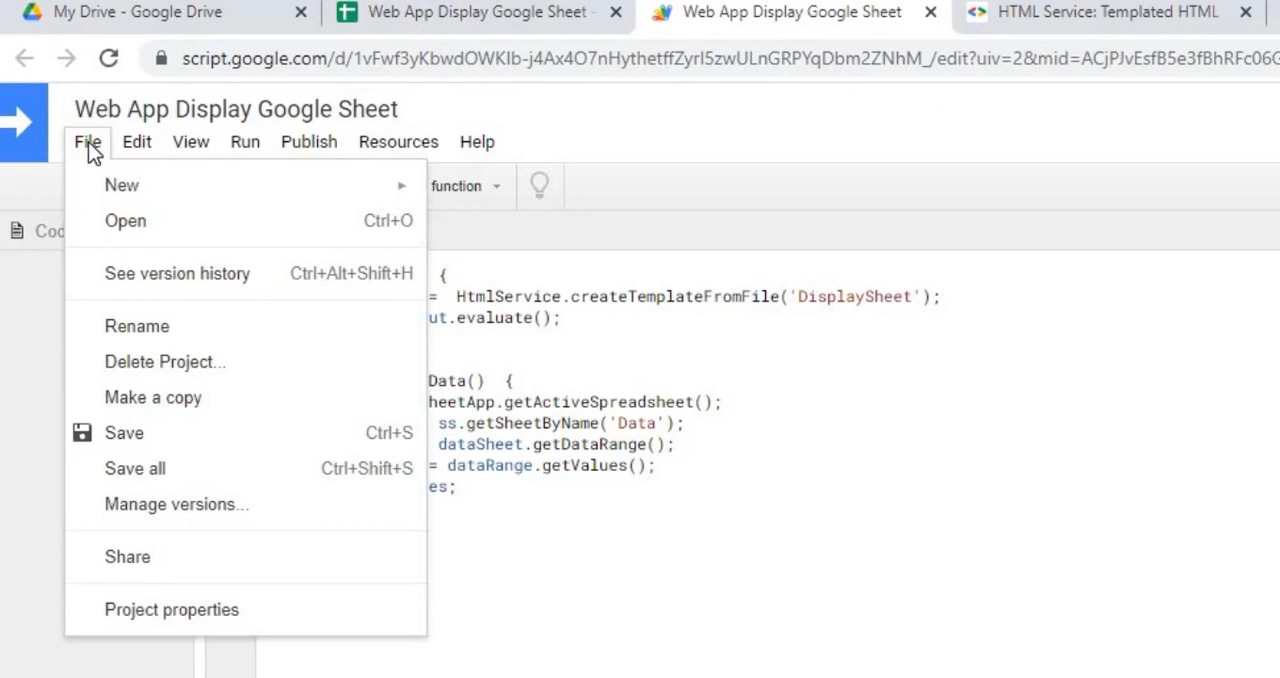 My Drive - Google Drive
Web App Display Google Sheet -
Web App Display Google Sheet
HTML Service: Templated HTML
script.google.com/d/1vFwf3yKbwdOWKIb-j4Ax4O7nHythetffZyrI5zwULnGRPYqDbm2ZNhM_/edit?uiv=2&mid=ACjPJvEsfB5e3fBhRFc06G
Web App Display Google Sheet
File Edit View Run Publish Resources Help
New
function
Open Ctrl+O
Cod
See version history Ctrl+Alt+Shift+H
{
= HtmlService.createTemplateFromFile('DisplaySheet');
ut.evaluate();
Rename
Delete Project...
Data() {
Make a copy
heetApp.getActiveSpreadsheet();
ss.getSheetByName('Data');
Save Ctrl+S
dataSheet.getDataRange();
= dataRange.getValues();
Save all Ctrl+Shift+S
es;
Manage versions...
Share
Project properties